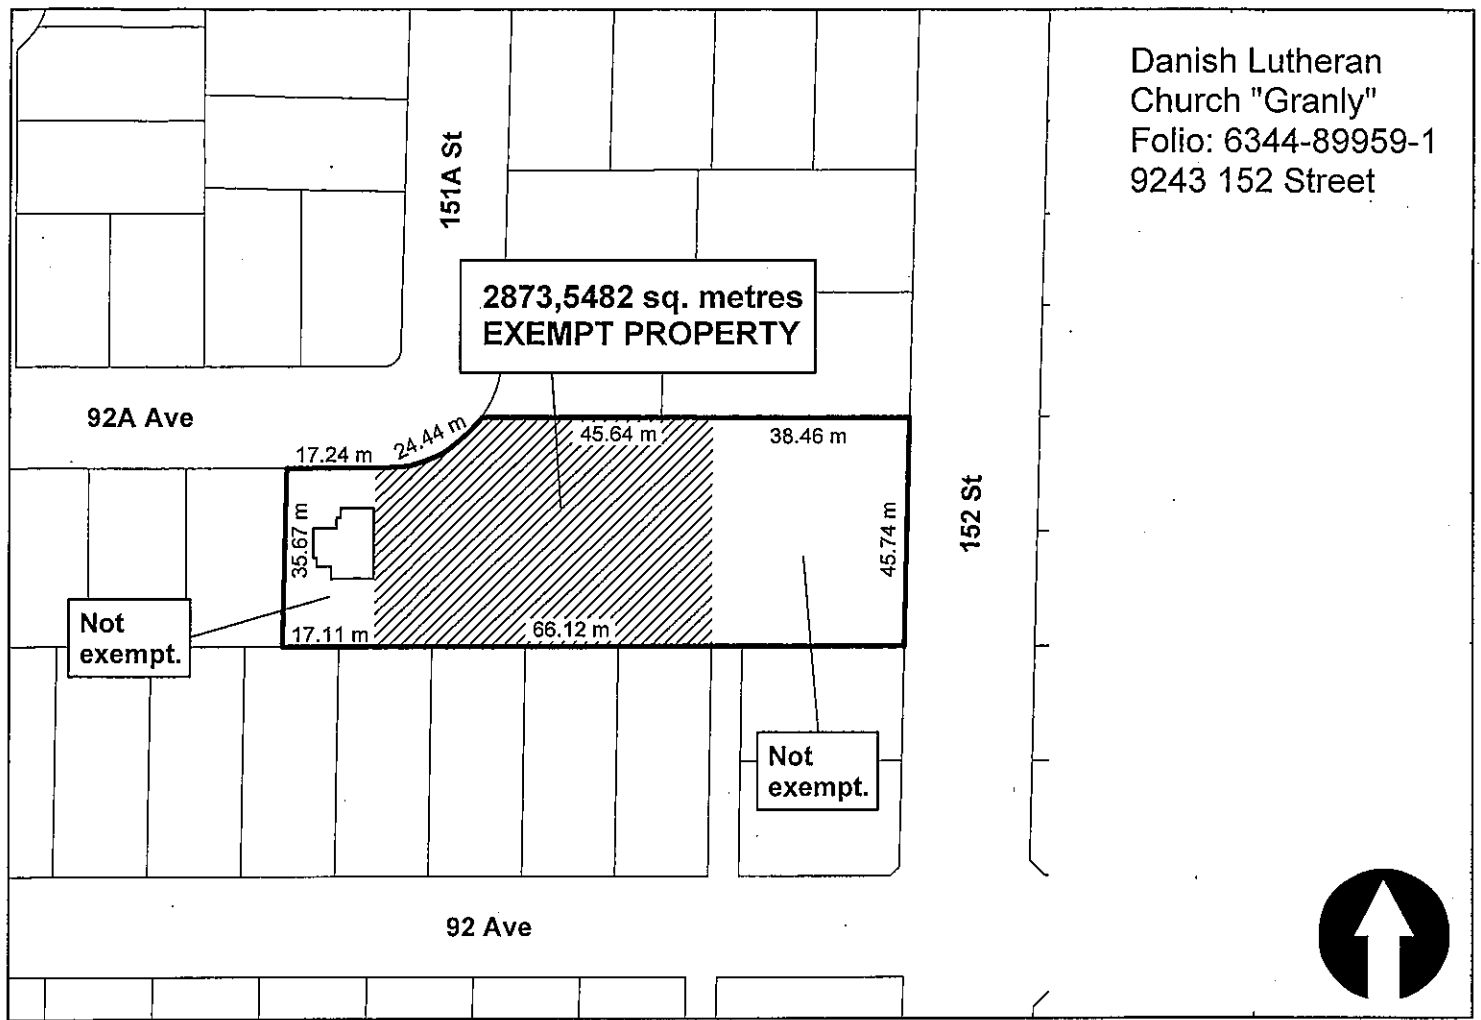 Danish Lutheran
Church "Granly"
Folio: 6344-89959-1
9243 152 Street
151A St
2873,5482 sq. metres
EXEMPT PROPERTY
92A Ave
17.24 m
24.44 m
45.64 m
38.46 m
35.67 m
45.74 m
152 St
Not
exempt.
17.11 m
66.12 m
Not
exempt.
92 Ave